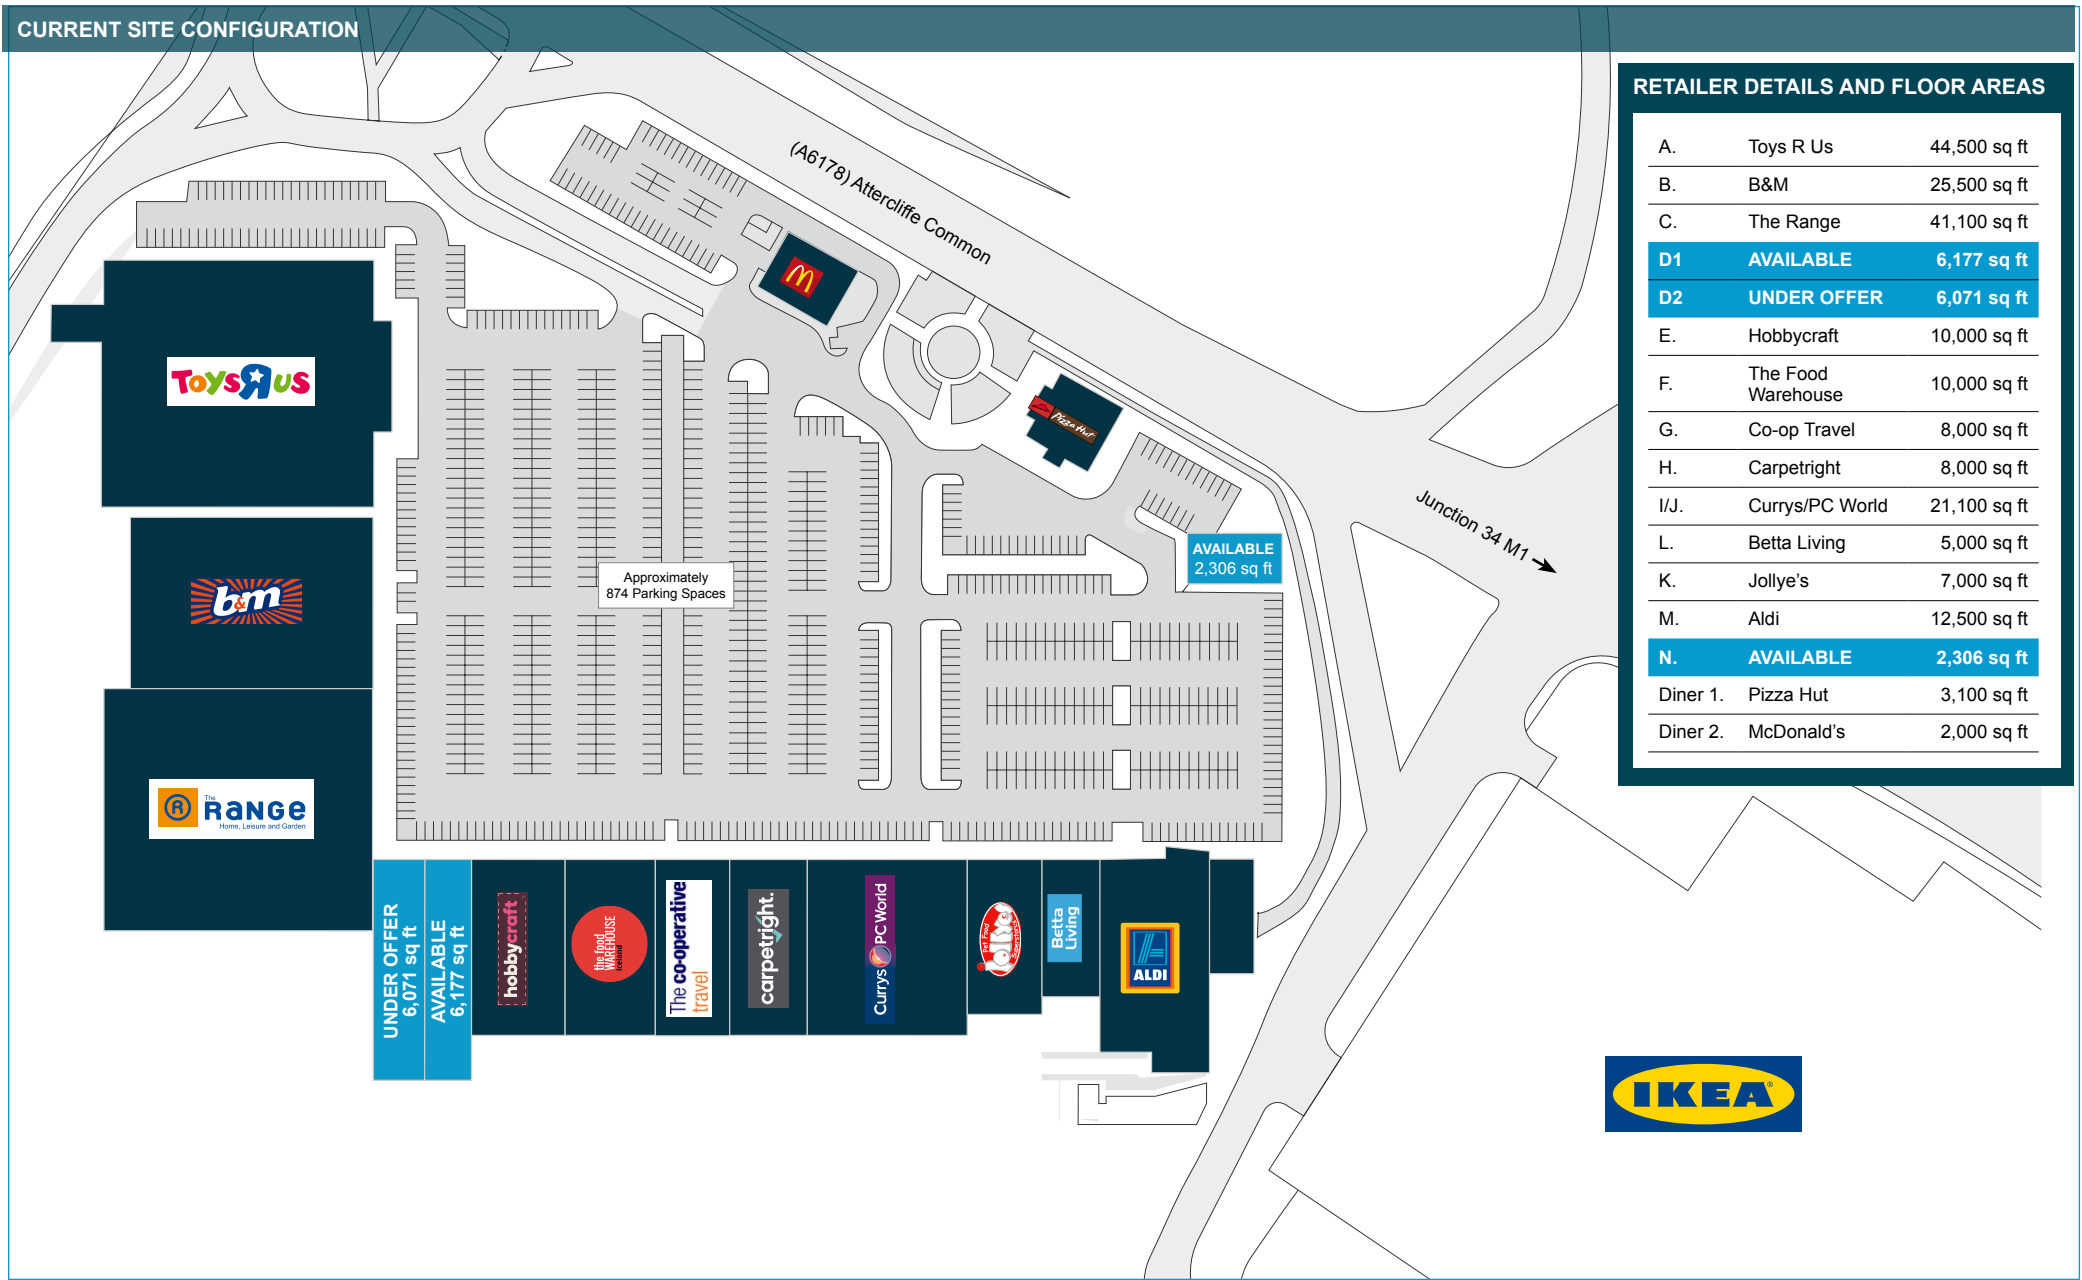 CURRENT SITE CONFIGURATION
RETAILER DETAILS AND FLOOR AREAS
A. Toys R Us 44,500 sq ft
B. B&M 25,500 sq ft
C. The Range 41,100 sq ft
D1 AVAILABLE 6,177 sq ft
D2 UNDER OFFER 6,071 sq ft
E. Hobbycraft 10,000 sq ft
F. The Food
Warehouse 10,000 sq ft
G. Co-op Travel 8,000 sq ft
H. Carpetright 8,000 sq ft
I/J. Currys/PC World 21,100 sq ft
L. Betta Living 5,000 sq ft
K. Jollye's 7,000 sq ft
M. Aldi 12,500 sq ft
N. AVAILABLE 2,306 sq ft
Diner 1. Pizza Hut 3,100 sq ft
Diner 2. McDonald's 2,000 sq ft
(A6178) Attercliffe Common
Junction 34 M1
M
Pizza Hut
TOYS R US
AVAILABLE
2,306 sq ft
Approximately
874 Parking Spaces
b&m
The
RANGE
Home, Leisure and Garden
UNDER OFFER
6,071 sq ft
AVAILABLE
6,177 sq ft
hobbycraft
the food
WAREHOUSE
Iceland
The co-operative
travel
carpetright.
Currys PC World
Pet Food
Jollyes
Superstores
Betta
Living
ALDI
IKEA®